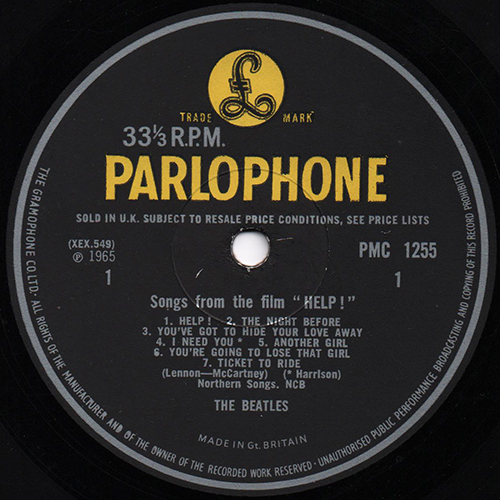 TRADE MARK
33⅓ R.P.M.
PARLOPHONE
SOLD IN U.K. SUBJECT TO RESALE PRICE CONDITIONS, SEE PRICE LISTS
(XEX.549)
℗ 1965
1
PMC 1255
1
Songs from the film "HELP!"
1. HELP! 2. THE NIGHT BEFORE
3. YOU'VE GOT TO HIDE YOUR LOVE AWAY
4. I NEED YOU* 5. ANOTHER GIRL
6. YOU'RE GOING TO LOSE THAT GIRL
7. TICKET TO RIDE
(Lennon—McCartney) (* Harrison)
Northern Songs. NCB
THE BEATLES
MADE IN Gt. BRITAIN
THE GRAMOPHONE CO. LTD. ALL RIGHTS OF THE MANUFACTURER AND OF THE OWNER OF THE RECORDED WORK RESERVED · UNAUTHORISED PUBLIC PERFORMANCE BROADCASTING AND COPYING OF THIS RECORD PROHIBITED